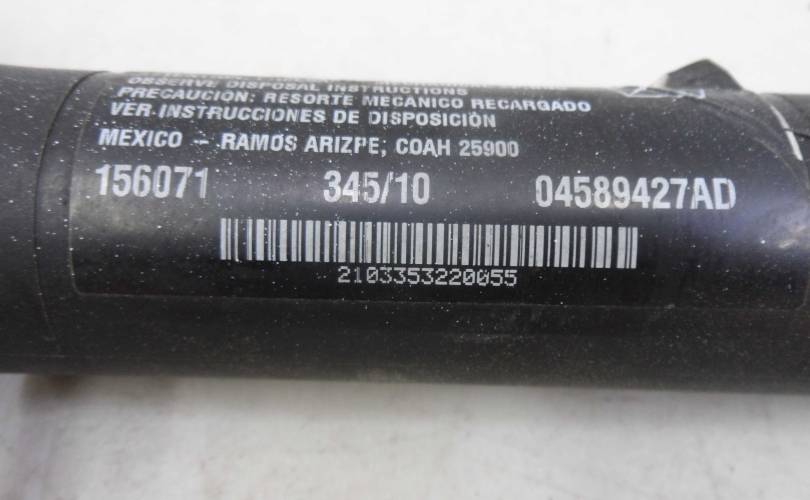 OBSERVE DISPOSAL INSTRUCTIONS
PRECAUCION: RESORTE MECANICO RECARGADO
VER INSTRUCCIONES DE DISPOSICIÓN
MEXICO - RAMOS ARIZPE, COAH 25900
156071 345/10 04589427AD
2103353220055